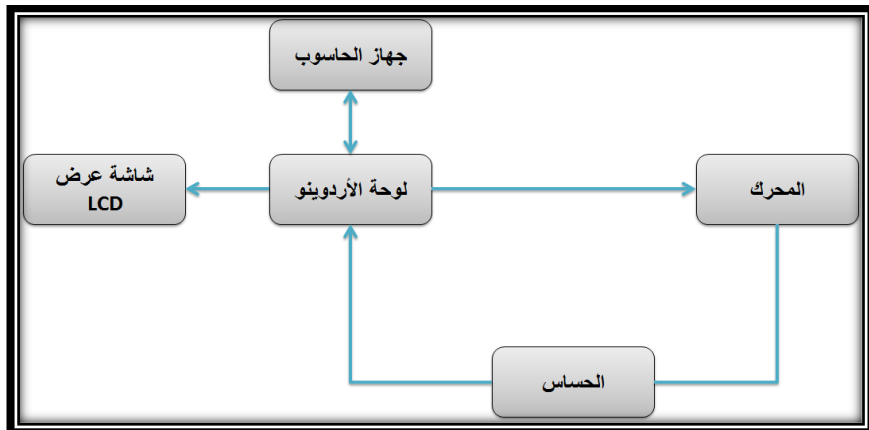 جهاز الحاسوب
شاشة عرض
LCD
لوحة الأردوينو
المحرك
الحساس